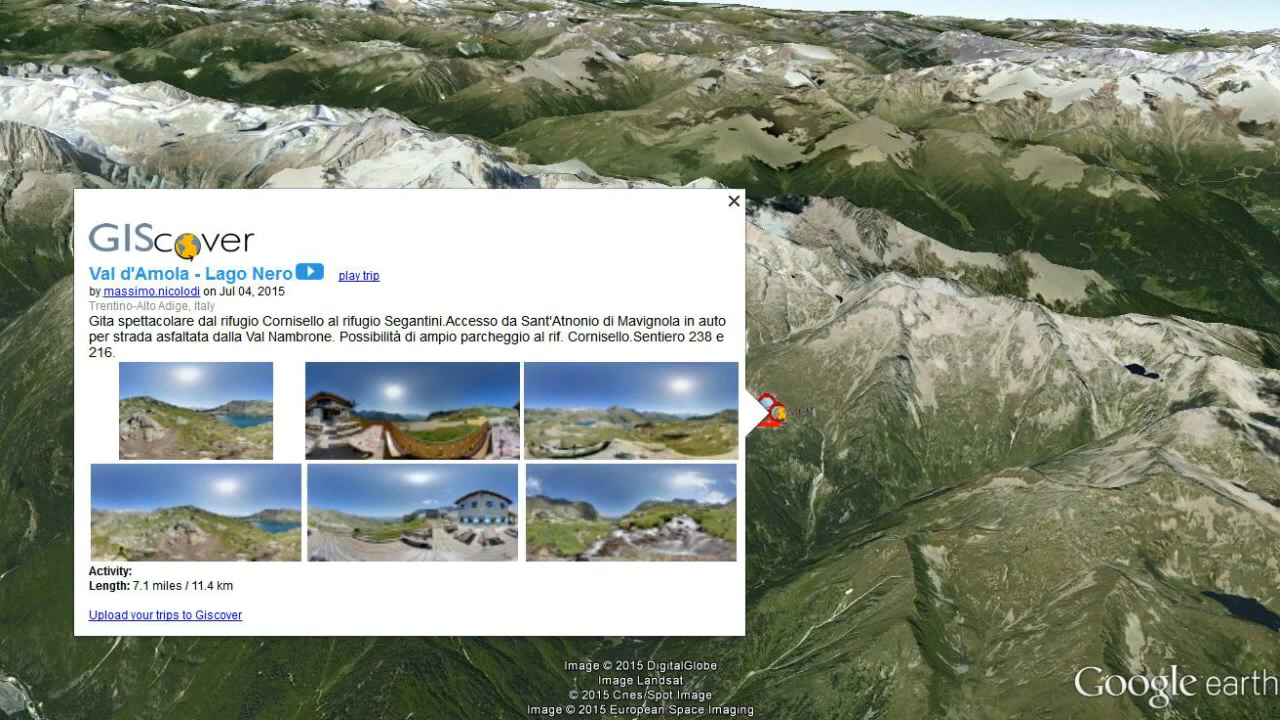 GIScover
Val d'Amola - Lago Nero
play trip
by massimo.nicolodi on Jul 04, 2015
Trentino-Alto Adige, Italy
Gita spettacolare dal rifugio Cornisello al rifugio Segantini.Accesso da Sant'Atnonio di Mavignola in auto
per strada asfaltata dalla Val Nambrone. Possibilità di ampio parcheggio al rif. Cornisello.Sentiero 238 e
216.
Activity:
Length: 7.1 miles / 11.4 km
Upload your trips to Giscover
Image © 2015 DigitalGlobe
Image Landsat
© 2015 Cnes/Spot Image
Image © 2015 European Space Imaging
Google earth